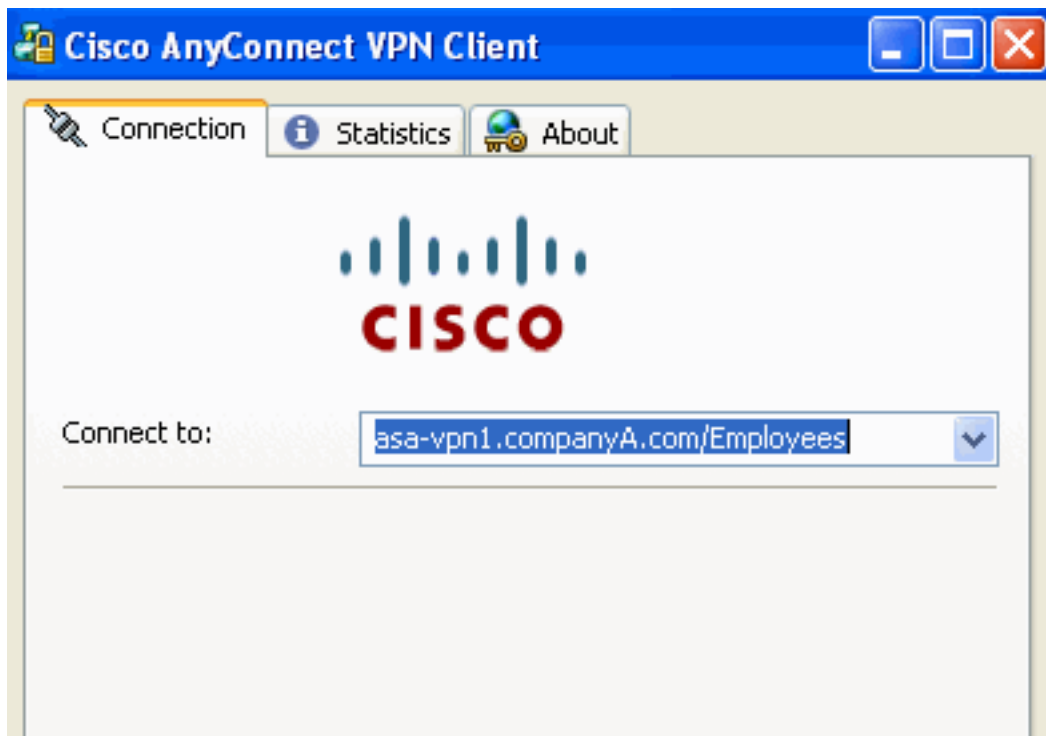 Cisco AnyConnect VPN Client
Connection
Statistics
About
CISCO
Connect to:
asa-vpn1.companyA.com/Employees